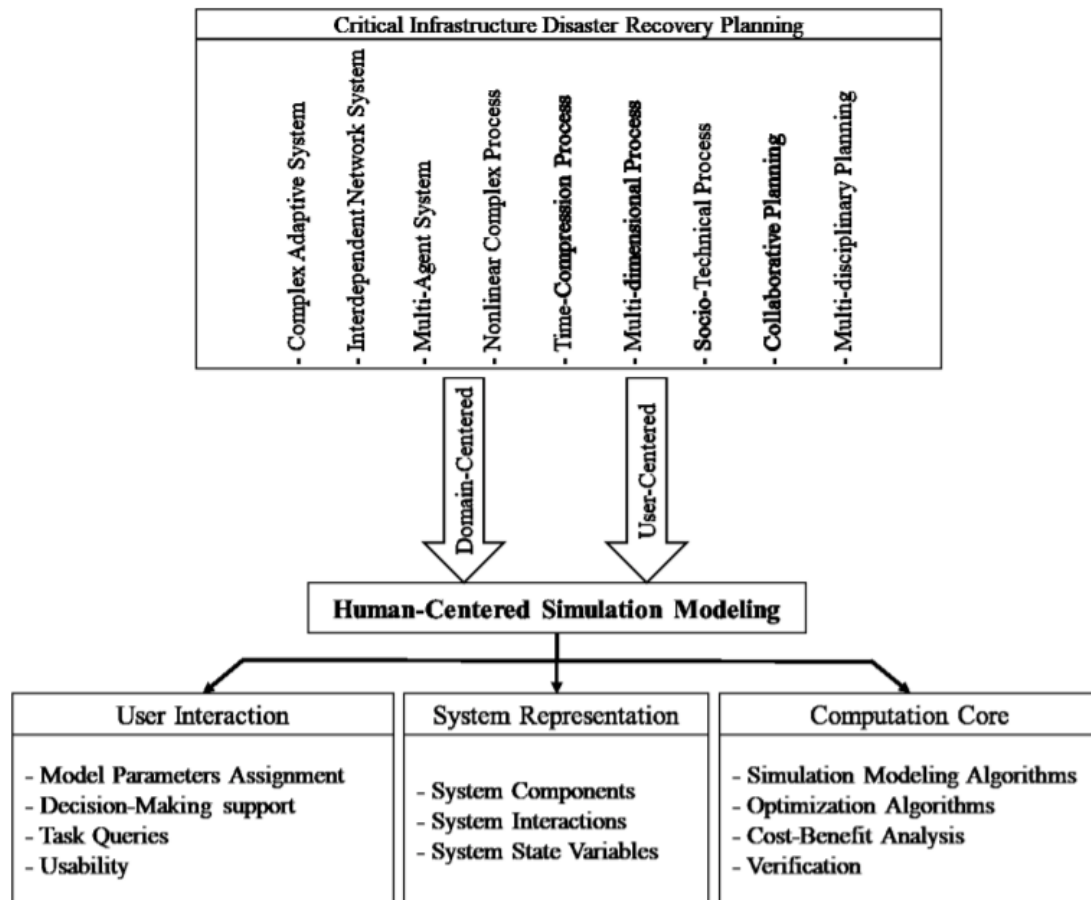 Critical Infrastructure Disaster Recovery Planning
- Complex Adaptive System
- Interdependent Network System
- Multi-Agent System
- Nonlinear Complex Process
- Time-Compression Process
- Multi-dimensional Process
- Socio-Technical Process
- Collaborative Planning
- Multi-disciplinary Planning
Domain-Centered
User-Centered
Human-Centered Simulation Modeling
User Interaction
- Model Parameters Assignment
- Decision-Making support
- Task Queries
- Usability
System Representation
- System Components
- System Interactions
- System State Variables
Computation Core
- Simulation Modeling Algorithms
- Optimization Algorithms
- Cost-Benefit Analysis
- Verification